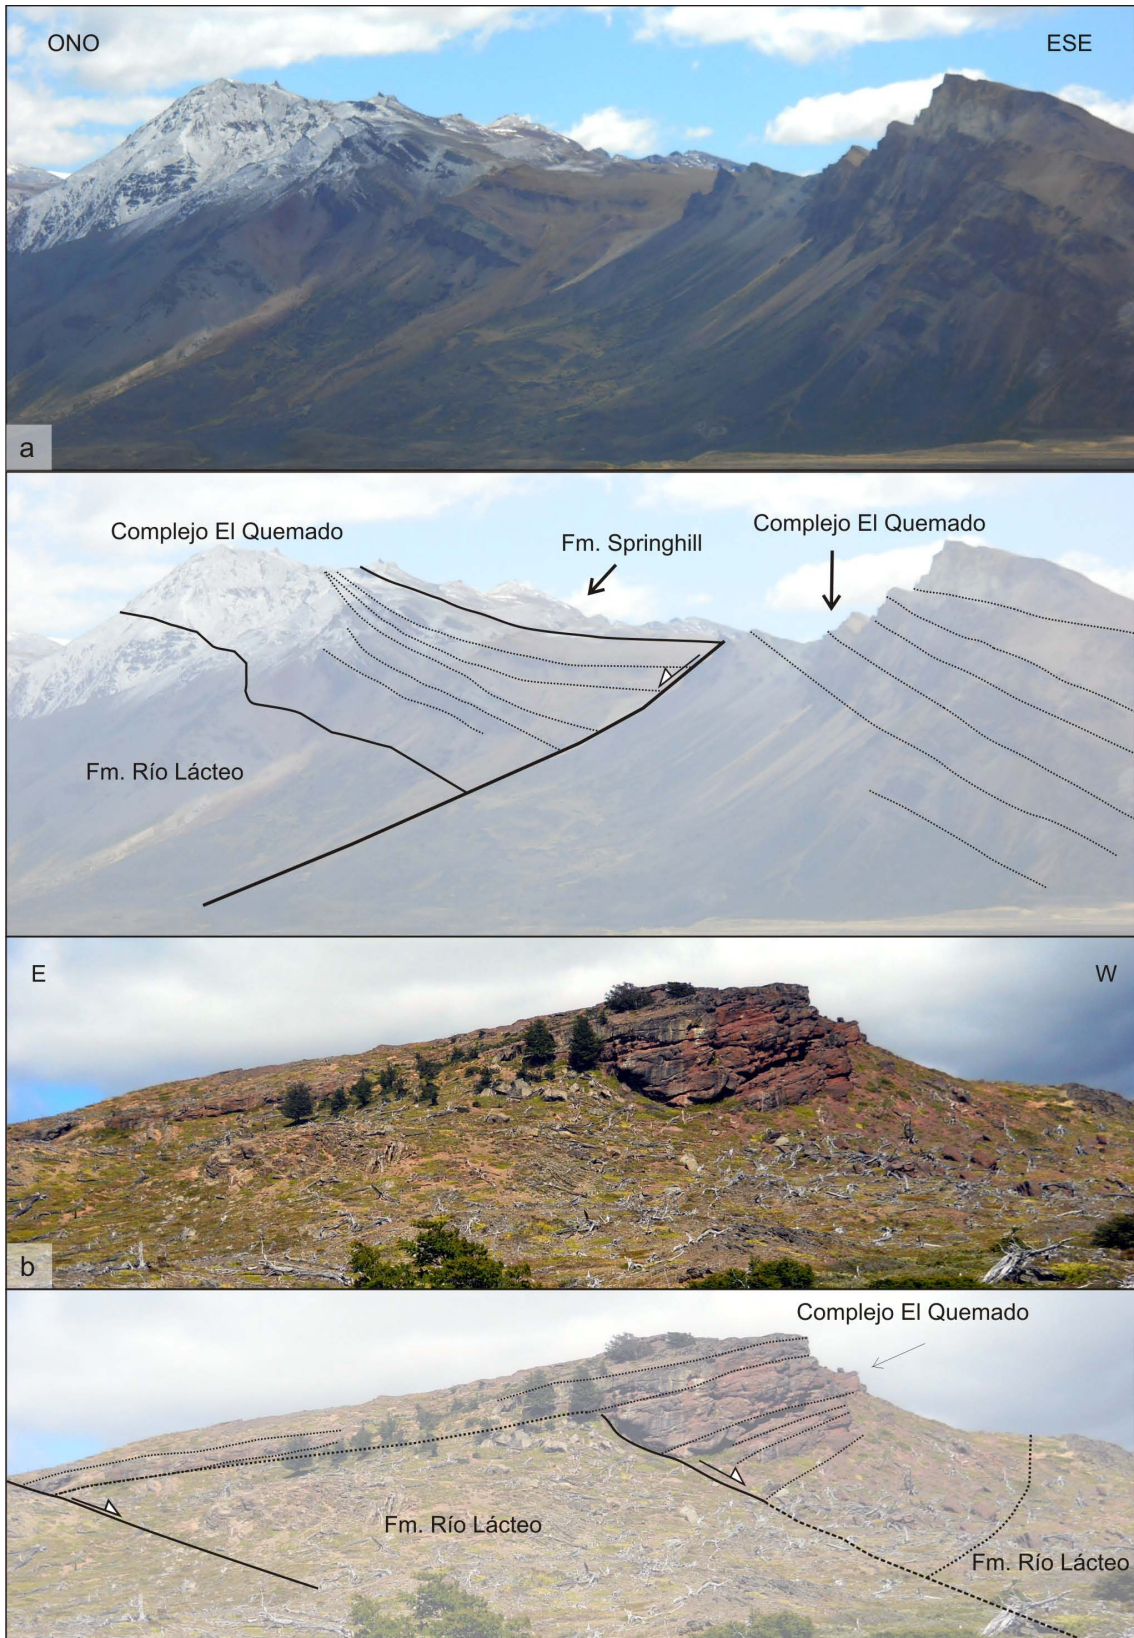 ONO
ESE
a
Complejo El Quemado
Complejo El Quemado
Fm. Springhill
Fm. Río Lácteo
E
W
b
Complejo El Quemado
Fm. Río Lácteo
Fm. Río Lácteo